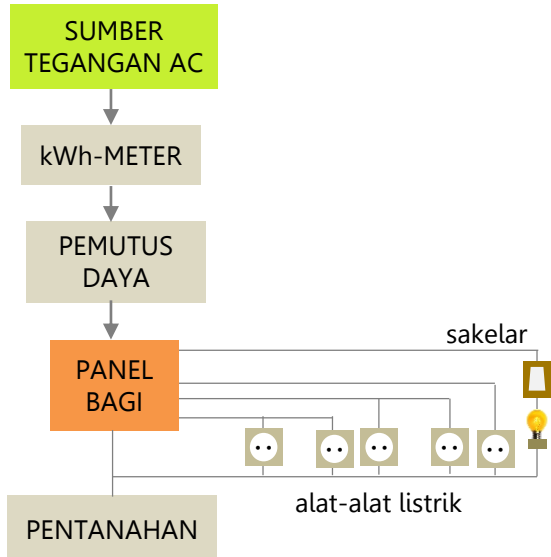 SUMBER
TEGANGAN AC
kWh-METER
PEMUTUS
DAYA
sakelar
PANEL
BAGI
alat-alat listrik
PENTANAHAN